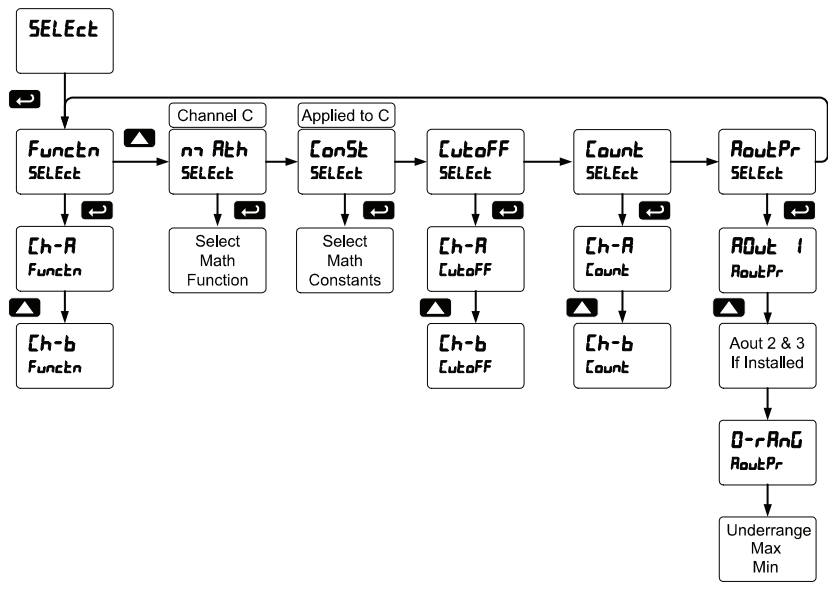 SELEct
Channel C
Applied to C
Functn
SELEct
m Ath
SELEct
ConSt
SELEct
CutoFF
SELEct
Count
SELEct
AoutPr
SELEct
Ch-A
Functn
Select
Math
Function
Select
Math
Constants
Ch-A
CutoFF
Ch-A
Count
AOut 1
AoutPr
Ch-b
Functn
Ch-b
CutoFF
Ch-b
Count
Aout 2 & 3
If Installed
O-rAnG
AoutPr
Underrange
Max
Min